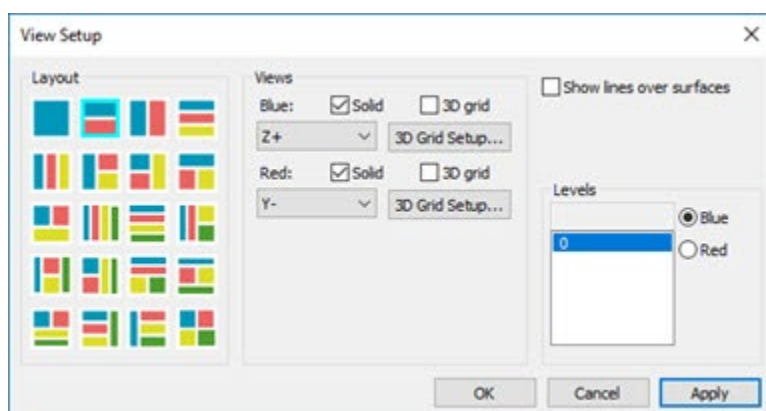 View Setup
Layout
Views
Blue: Solid 3D grid
Z+ 3D Grid Setup...
Red: Solid 3D grid
Y- 3D Grid Setup...
Show lines over surfaces
Levels
Blue
0
Red
OK Cancel Apply